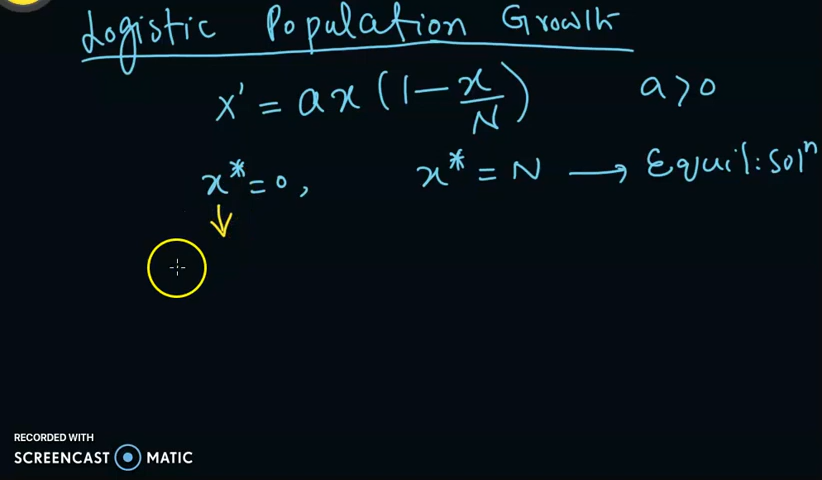 Logistic Population Growth
x' = ax(1 - x/N) a > 0
x* = 0, x* = N → Equil. Solⁿ
RECORDED WITH
SCREENCAST MATIC